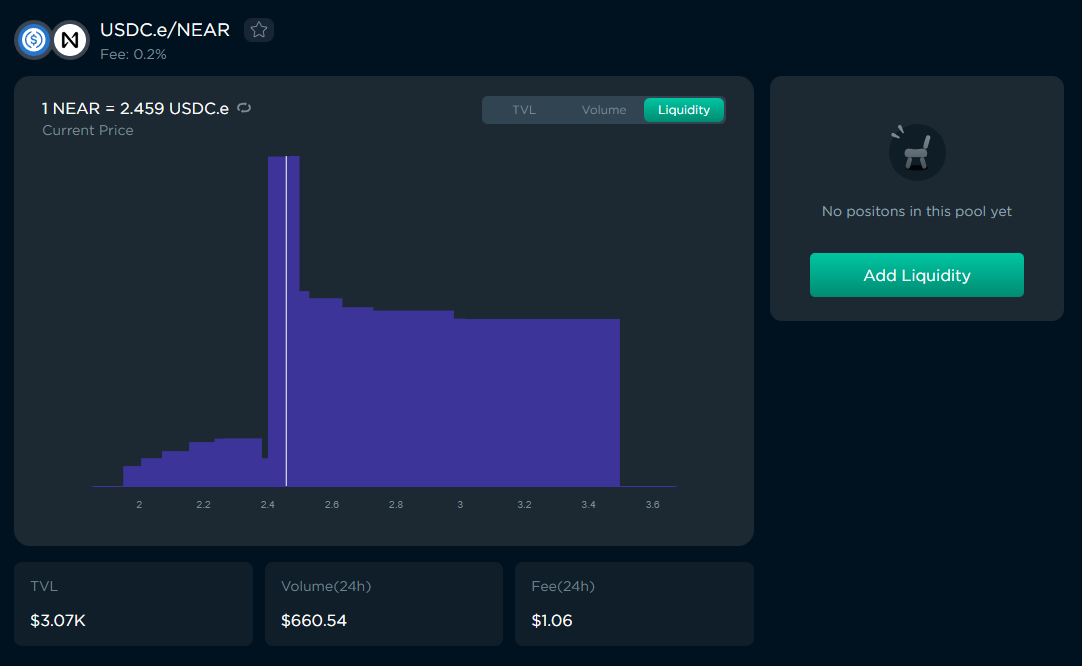 USDC.e/NEAR
Fee: 0.2%
1 NEAR = 2.459 USDC.e
Current Price
TVL Volume Liquidity
2 2.2 2.4 2.6 2.8 3 3.2 3.4 3.6
No positons in this pool yet
Add Liquidity
TVL
$3.07K
Volume(24h)
$660.54
Fee(24h)
$1.06